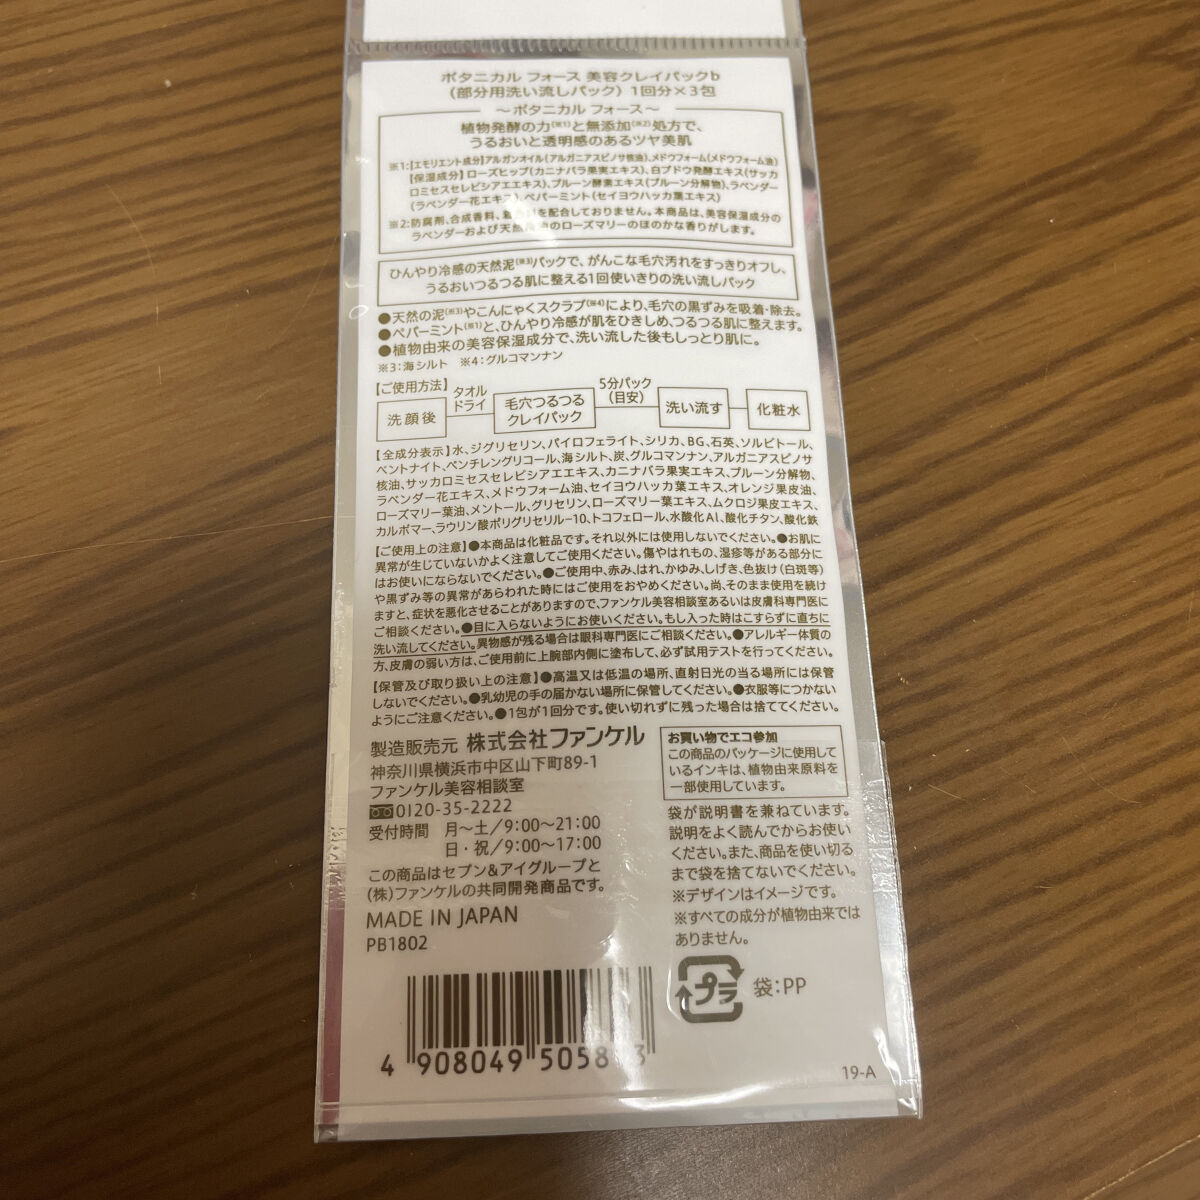 ボタニカル フォース 美容クレイパックb
(部分用洗い流しパック) 1回分×3包
～ボタニカル フォース～
植物発酵の力(※1)と無添加(※2)処方で、
うるおいと透明感のあるツヤ美肌
※1:【エモリエント成分】アルガンオイル(アルガニアスピノサ核油)、メドウフォーム(メドウフォーム油)
【保湿成分】ローズヒップ(カニナバラ果実エキス)、白ブドウ発酵エキス(サッカ
ロミセスセレビシアエエキス)、プルーン酵素エキス(プルーン分解物)、ラベンダー
(ラベンダー花エキス)、ペパーミント(セイヨウハッカ葉エキス)
※2:防腐剤、合成香料、を配合しておりません。本商品は、美容保湿成分の
ラベンダーおよび天然のローズマリーのほのかな香りがします。
ひんやり冷感の天然泥(※3)パックで、がんこな毛穴汚れをすっきりオフし、
うるおいつるつる肌に整える1回使いきりの洗い流しパック
●天然の泥(※3)やこんにゃくスクラブ(※4)により、毛穴の黒ずみを吸着・除去。
●ペパーミント(※1)と、ひんやり冷感が肌をひきしめ、つるつる肌に整えます。
●植物由来の美容保湿成分で、洗い流した後もしっとり肌に。
※3:海シルト ※4:グルコマンナン
【ご使用方法】
洗顔後 タオルドライ 毛穴つるつるクレイパック 5分パック(目安) 洗い流す 化粧水
【全成分表示】水、ジグリセリン、パイロフェライト、シリカ、BG、石英、ソルビトール、
ベントナイト、ペンチレングリコール、海シルト、炭、グルコマンナン、アルガニアスピノサ
核油、サッカロミセスセレビシアエエキス、カニナバラ果実エキス、プルーン分解物、
ラベンダー花エキス、メドウフォーム油、セイヨウハッカ葉エキス、オレンジ果皮油、
ローズマリー葉油、メントール、グリセリン、ローズマリー葉エキス、ムクロジ果皮エキス、
カルボマー、ラウリン酸ポリグリセリル-10、トコフェロール、水酸化Al、酸化チタン、酸化鉄
【ご使用上の注意】●本商品は化粧品です。それ以外には使用しないでください。●お肌に
異常が生じていないかよく注意してご使用ください。傷やはれもの、湿疹等がある部分に
はお使いにならないでください。●ご使用中、赤み、はれ、かゆみ、しげき、色抜け(白斑等)
や黒ずみ等の異常があらわれた時にはご使用をおやめください。尚、そのまま使用を続け
ますと、症状を悪化させることがありますので、ファンケル美容相談室あるいは皮膚科専門医に
ご相談ください。●目に入らないようにお使いください。もし入った時はこすらずに直ちに
洗い流してください。異物感が残る場合は眼科専門医にご相談ください。●アレルギー体質の
方、皮膚の弱い方は、ご使用前に上腕部内側に塗布して、必ず試用テストを行ってください。
【保管及び取り扱い上の注意】●高温又は低温の場所、直射日光の当る場所には保管
しないでください。●乳幼児の手の届かない場所に保管してください。●衣服等につかない
ようにご注意ください。●1包が1回分です。使い切れずに残った場合は捨ててください。
製造販売元 株式会社ファンケル
神奈川県横浜市中区山下町89-1
ファンケル美容相談室
0120-35-2222
受付時間 月～土/9:00～21:00
日・祝/9:00～17:00
この商品はセブン&アイグループと
(株)ファンケルの共同開発商品です。
MADE IN JAPAN
PB1802
お買い物でエコ参加
この商品のパッケージに使用して
いるインキは、植物由来原料を
一部使用しています。
袋が説明書を兼ねています。
説明をよく読んでからお使い
ください。また、商品を使い切る
まで袋を捨てないでください。
※デザインはイメージです。
※すべての成分が植物由来では
ありません。
プラ 袋:PP
4 908049 5058 3
19-A